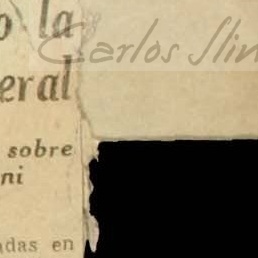 o la
eral
sobre
ni
adas en
Carlos Slim